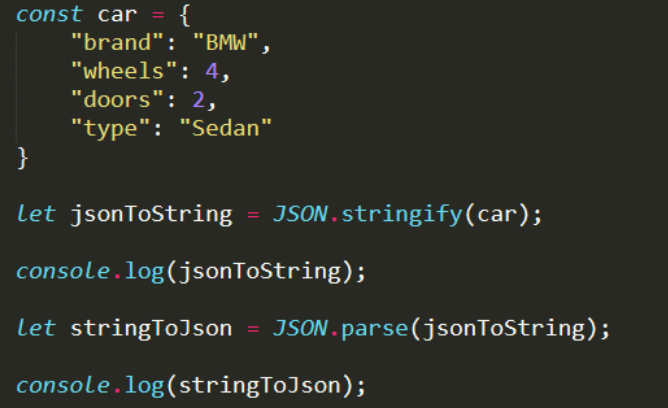 const car = {
    "brand": "BMW",
    "wheels": 4,
    "doors": 2,
    "type": "Sedan"
}
let jsonToString = JSON.stringify(car);
console.log(jsonToString);
let stringToJson = JSON.parse(jsonToString);
console.log(stringToJson);